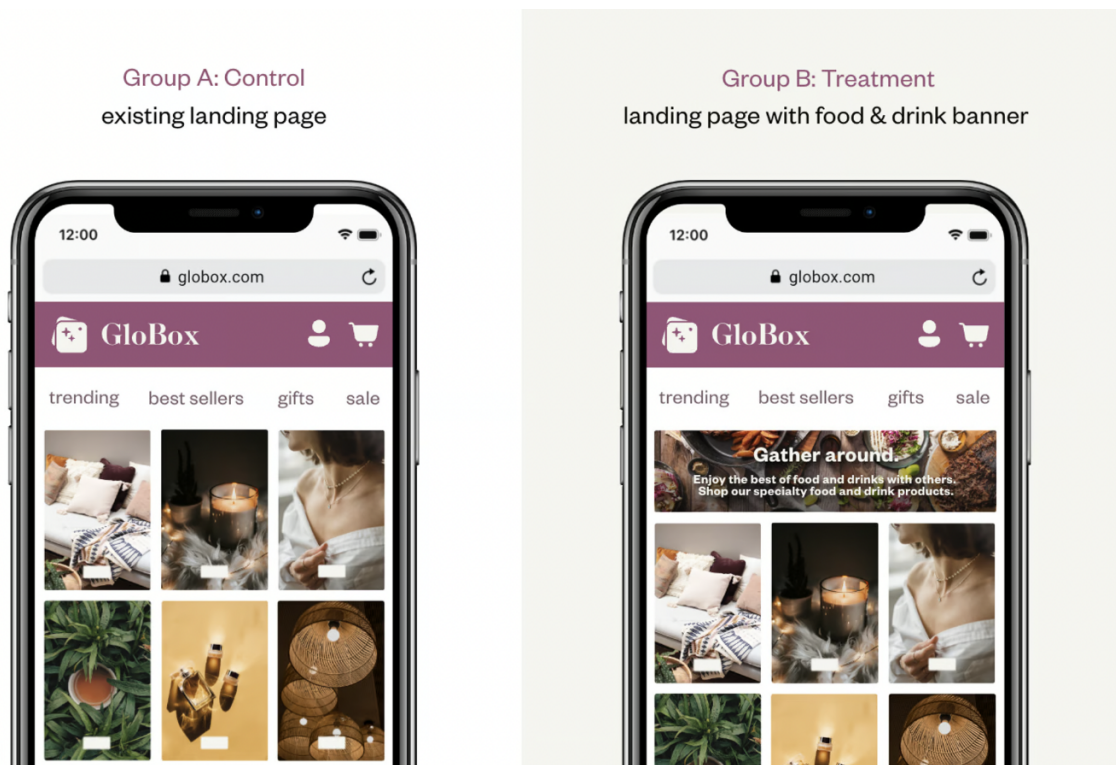 Group A: Control
existing landing page
12:00
globox.com
GloBox
trending best sellers gifts sale
Group B: Treatment
landing page with food & drink banner
12:00
globox.com
GloBox
trending best sellers gifts sale
Gather around.
Enjoy the best of food and drinks with others.
Shop our specialty food and drink products.